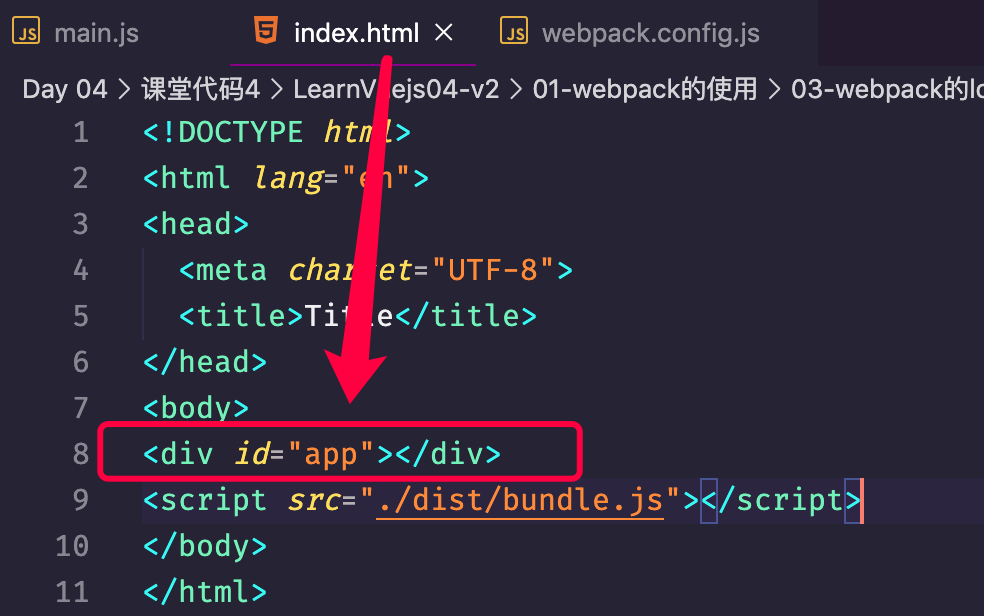 JS main.js index.html × JS webpack.config.js
Day 04 > 课堂代码4 > LearnVuejs04-v2 > 01-webpack的使用 > 03-webpack的lo
1 <!DOCTYPE html>
2 <html lang="en">
3 <head>
4 <meta charset="UTF-8">
5 <title>Title</title>
6 </head>
7 <body>
8 <div id="app"></div>
9 <script src="./dist/bundle.js"></script>
10 </body>
11 </html>